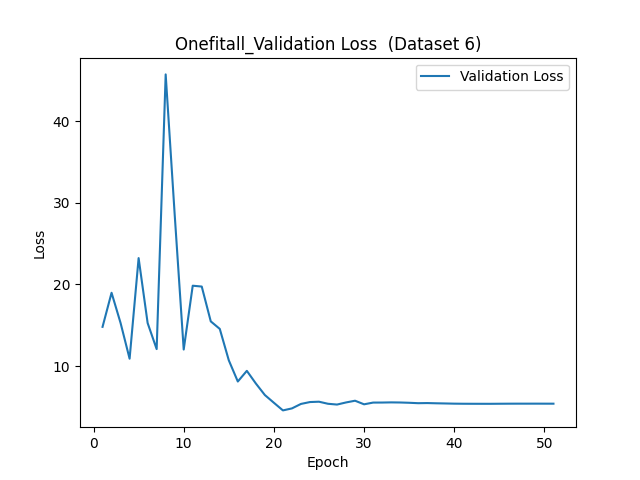 Onefitall_Validation Loss  (Dataset 6)
Validation Loss
Loss
40
30
20
10
0 10 20 30 40 50
Epoch